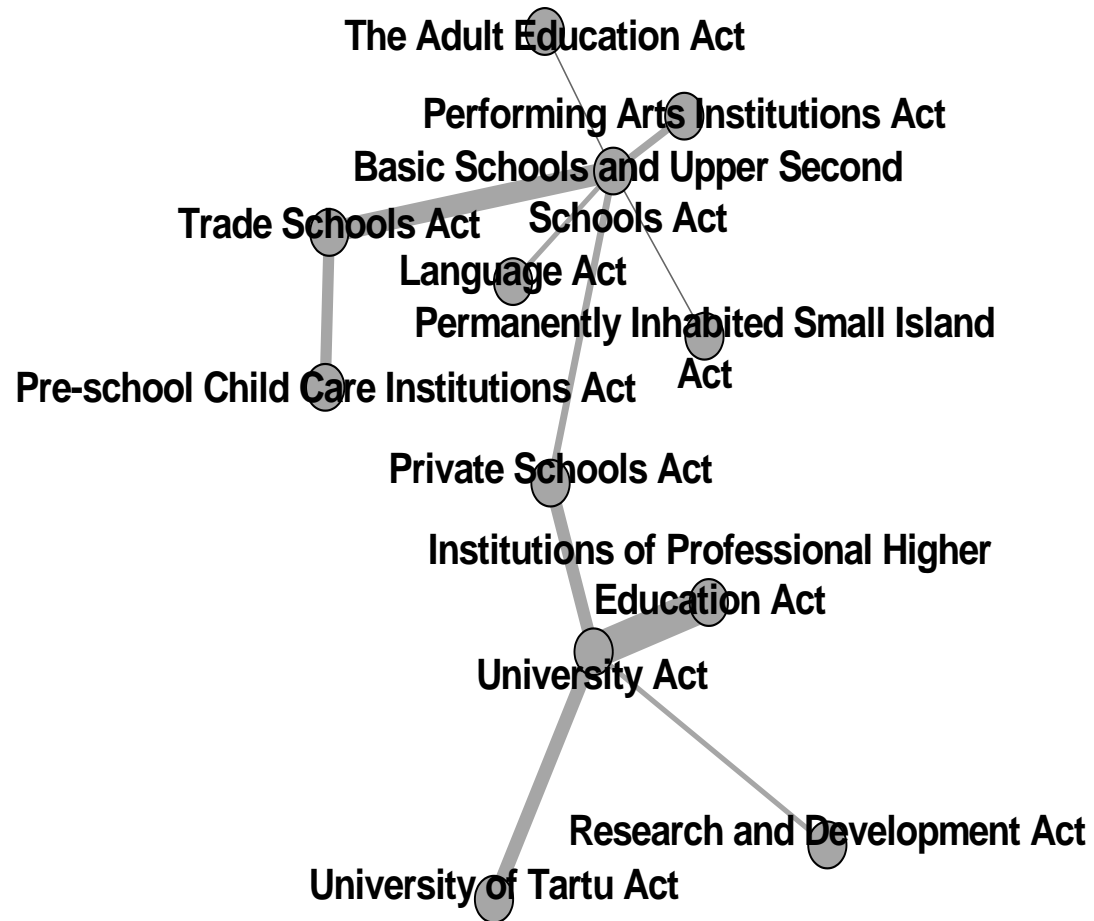 The Adult Education Act
Performing Arts Institutions Act
Basic Schools and Upper Second
Schools Act
Trade Schools Act
Language Act
Permanently Inhabited Small Island
Act
Pre-school Child Care Institutions Act
Private Schools Act
Institutions of Professional Higher
Education Act
University Act
Research and Development Act
University of Tartu Act